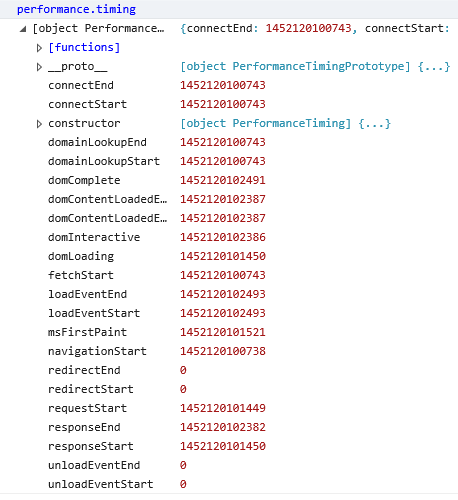 performance.timing
[object Performance... {connectEnd: 1452120100743, connectStart:
[functions]
__proto__ [object PerformanceTimingPrototype] {...}
connectEnd 1452120100743
connectStart 1452120100743
constructor [object PerformanceTiming] {...}
domainLookupEnd 1452120100743
domainLookupStart 1452120100743
domComplete 1452120102491
domContentLoadedE... 1452120102387
domContentLoadedE... 1452120102387
domInteractive 1452120102386
domLoading 1452120101450
fetchStart 1452120100743
loadEventEnd 1452120102493
loadEventStart 1452120102493
msFirstPaint 1452120101521
navigationStart 1452120100738
redirectEnd 0
redirectStart 0
requestStart 1452120101449
responseEnd 1452120102382
responseStart 1452120101450
unloadEventEnd 0
unloadEventStart 0